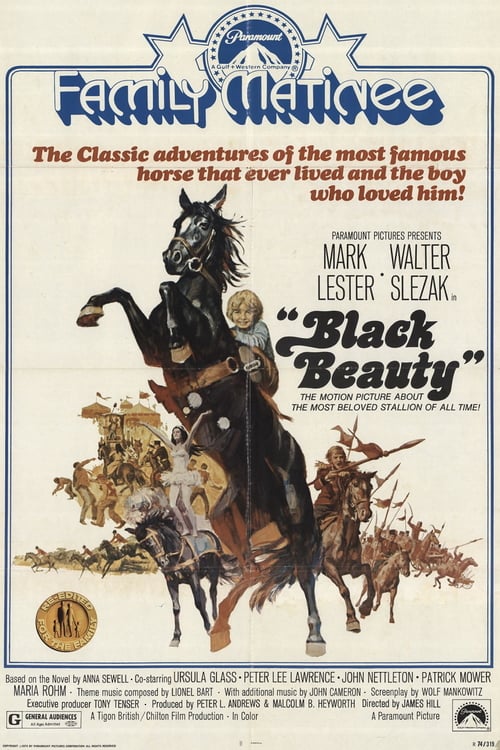 Paramount
A Gulf + Western Company
FAMILY MATINEE
The Classic adventures of the most famous
horse that ever lived and the boy
who loved him!
PARAMOUNT PICTURES PRESENTS
MARK WALTER
LESTER · SLEZAK in
“Black
Beauty”
THE MOTION PICTURE ABOUT
THE MOST BELOVED STALLION OF ALL TIME!
RE-EDITED
FOR THE FAMILY
Based on the Novel by ANNA SEWELL · Co-starring URSULA GLASS · PETER LEE LAWRENCE · JOHN NETTLETON · PATRICK MOWER
MARIA ROHM · Theme music composed by LIONEL BART · With additional music by JOHN CAMERON · Screenplay by WOLF MANKOWITZ
Executive producer TONY TENSER · Produced by PETER L. ANDREWS & MALCOLM B. HEYWORTH · Directed by JAMES HILL
G GENERAL AUDIENCES
All Ages Admitted
A Tigon British/Chilton Film Production · In Color
A Paramount Picture
R 74/315